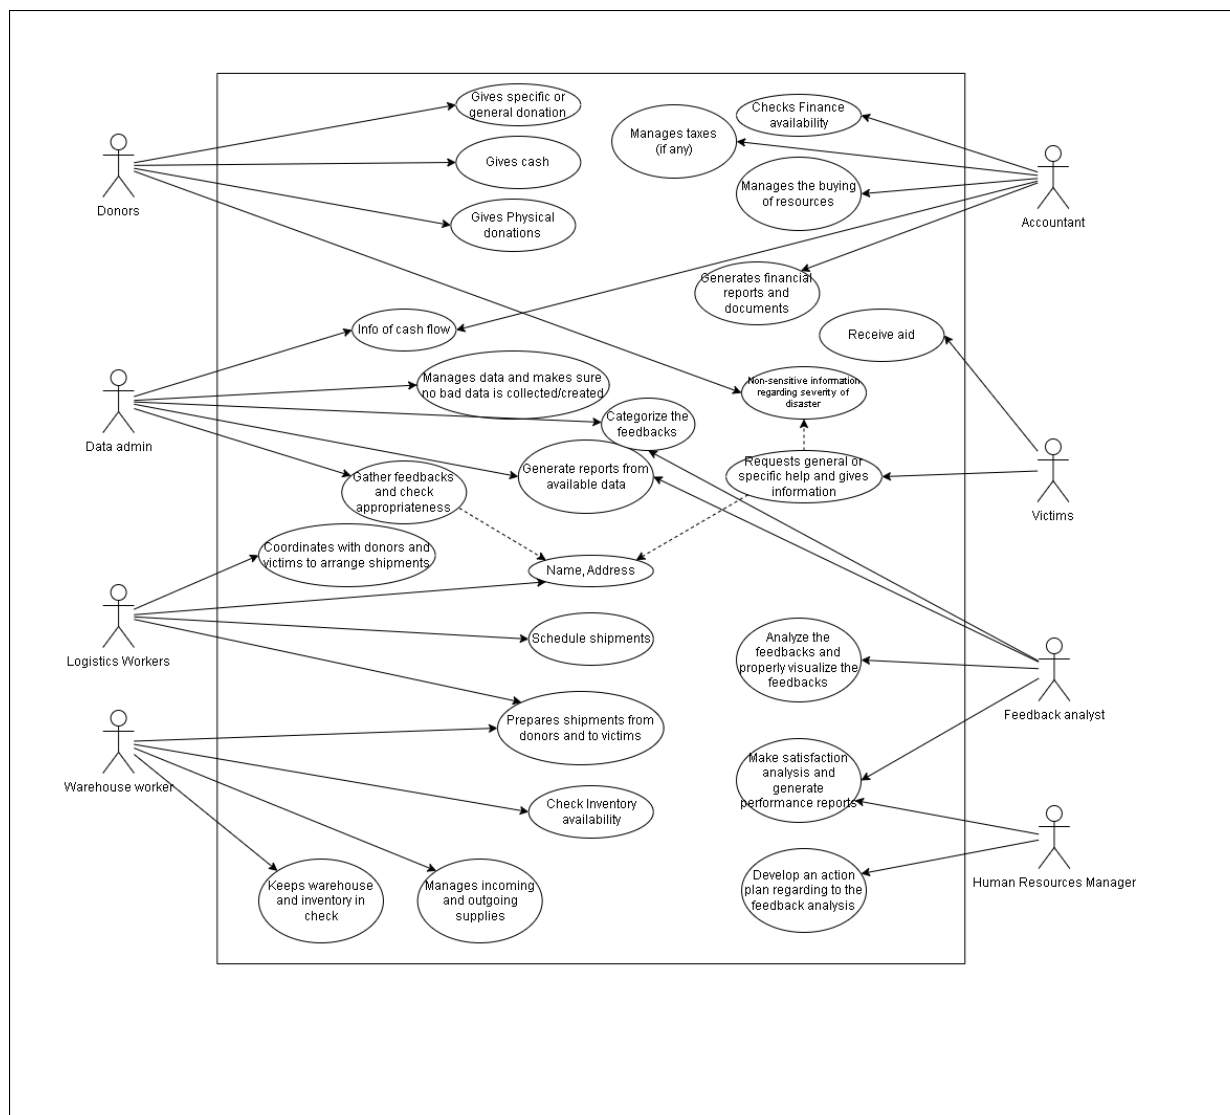 Gives specific or
general donation
Checks Finance
availability
Manages taxes
(if any)
Gives cash
Manages the buying
of resources
Donors
Gives Physical
donations
Accountant
Generates financial
reports and
documents
Info of cash flow
Receive aid
Manages data and makes sure
no bad data is collected/created
Non-sensitive information
regarding severity of
disaster
Categorize the
feedbacks
Data admin
Generate reports from
available data
Requests general or
specific help and gives
information
Gather feedbacks
and check
appropriateness
Victims
Coordinates with donors and
victims to arrange shipments
Name, Address
Schedule shipments
Analyze the
feedbacks and
properly visualize the
feedbacks
Logistics Workers
Feedback analyst
Prepares shipments from
donors and to victims
Make satisfaction
analysis and
generate
performance reports
Warehouse worker
Check Inventory
availability
Keeps warehouse
and inventory in
check
Manages incoming
and outgoing
supplies
Develop an action
plan regarding to the
feedback analysis
Human Resources Manager